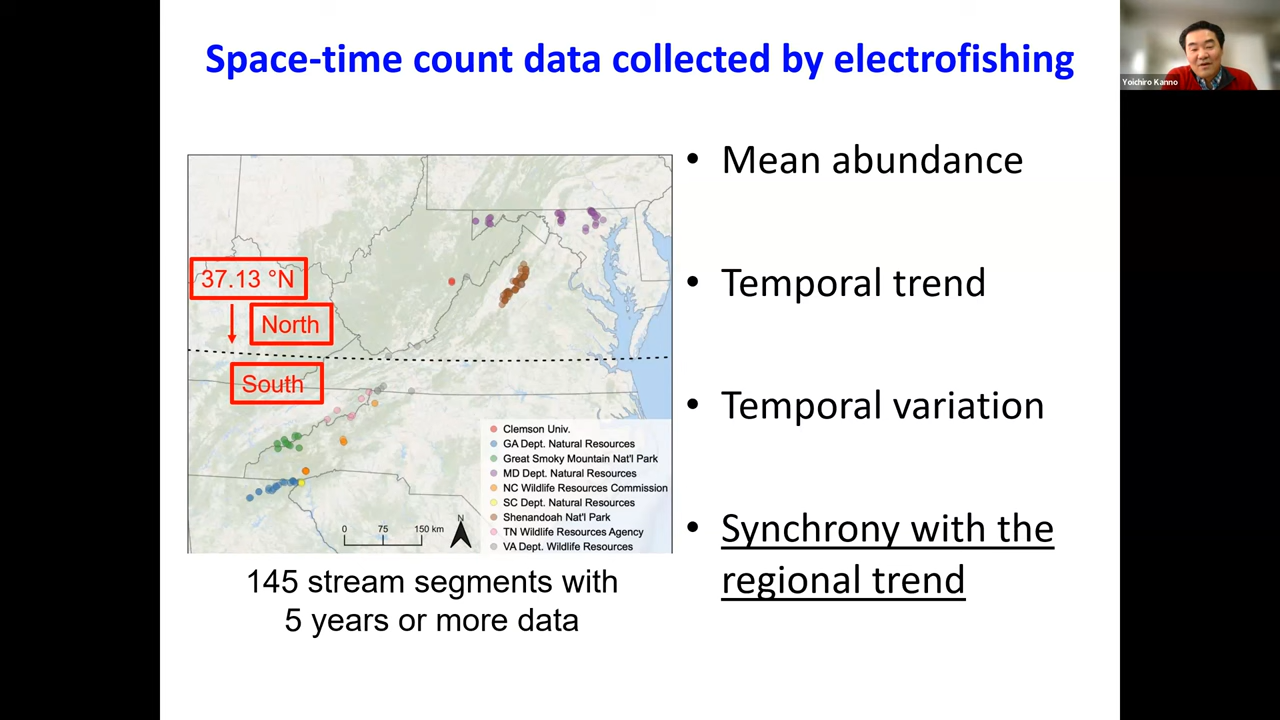 Space-time count data collected by electrofishing
Yoichiro Kanno
37.13 °N
North
South
Clemson Univ.
GA Dept. Natural Resources
Great Smoky Mountain Nat'l Park
MD Dept. Natural Resources
NC Wildlife Resources Commission
SC Dept. Natural Resources
Shenandoah Nat'l Park
TN Wildlife Resources Agency
VA Dept. Wildlife Resources
0 75 150 km
N
145 stream segments with
5 years or more data
• Mean abundance
• Temporal trend
• Temporal variation
• Synchrony with the
regional trend